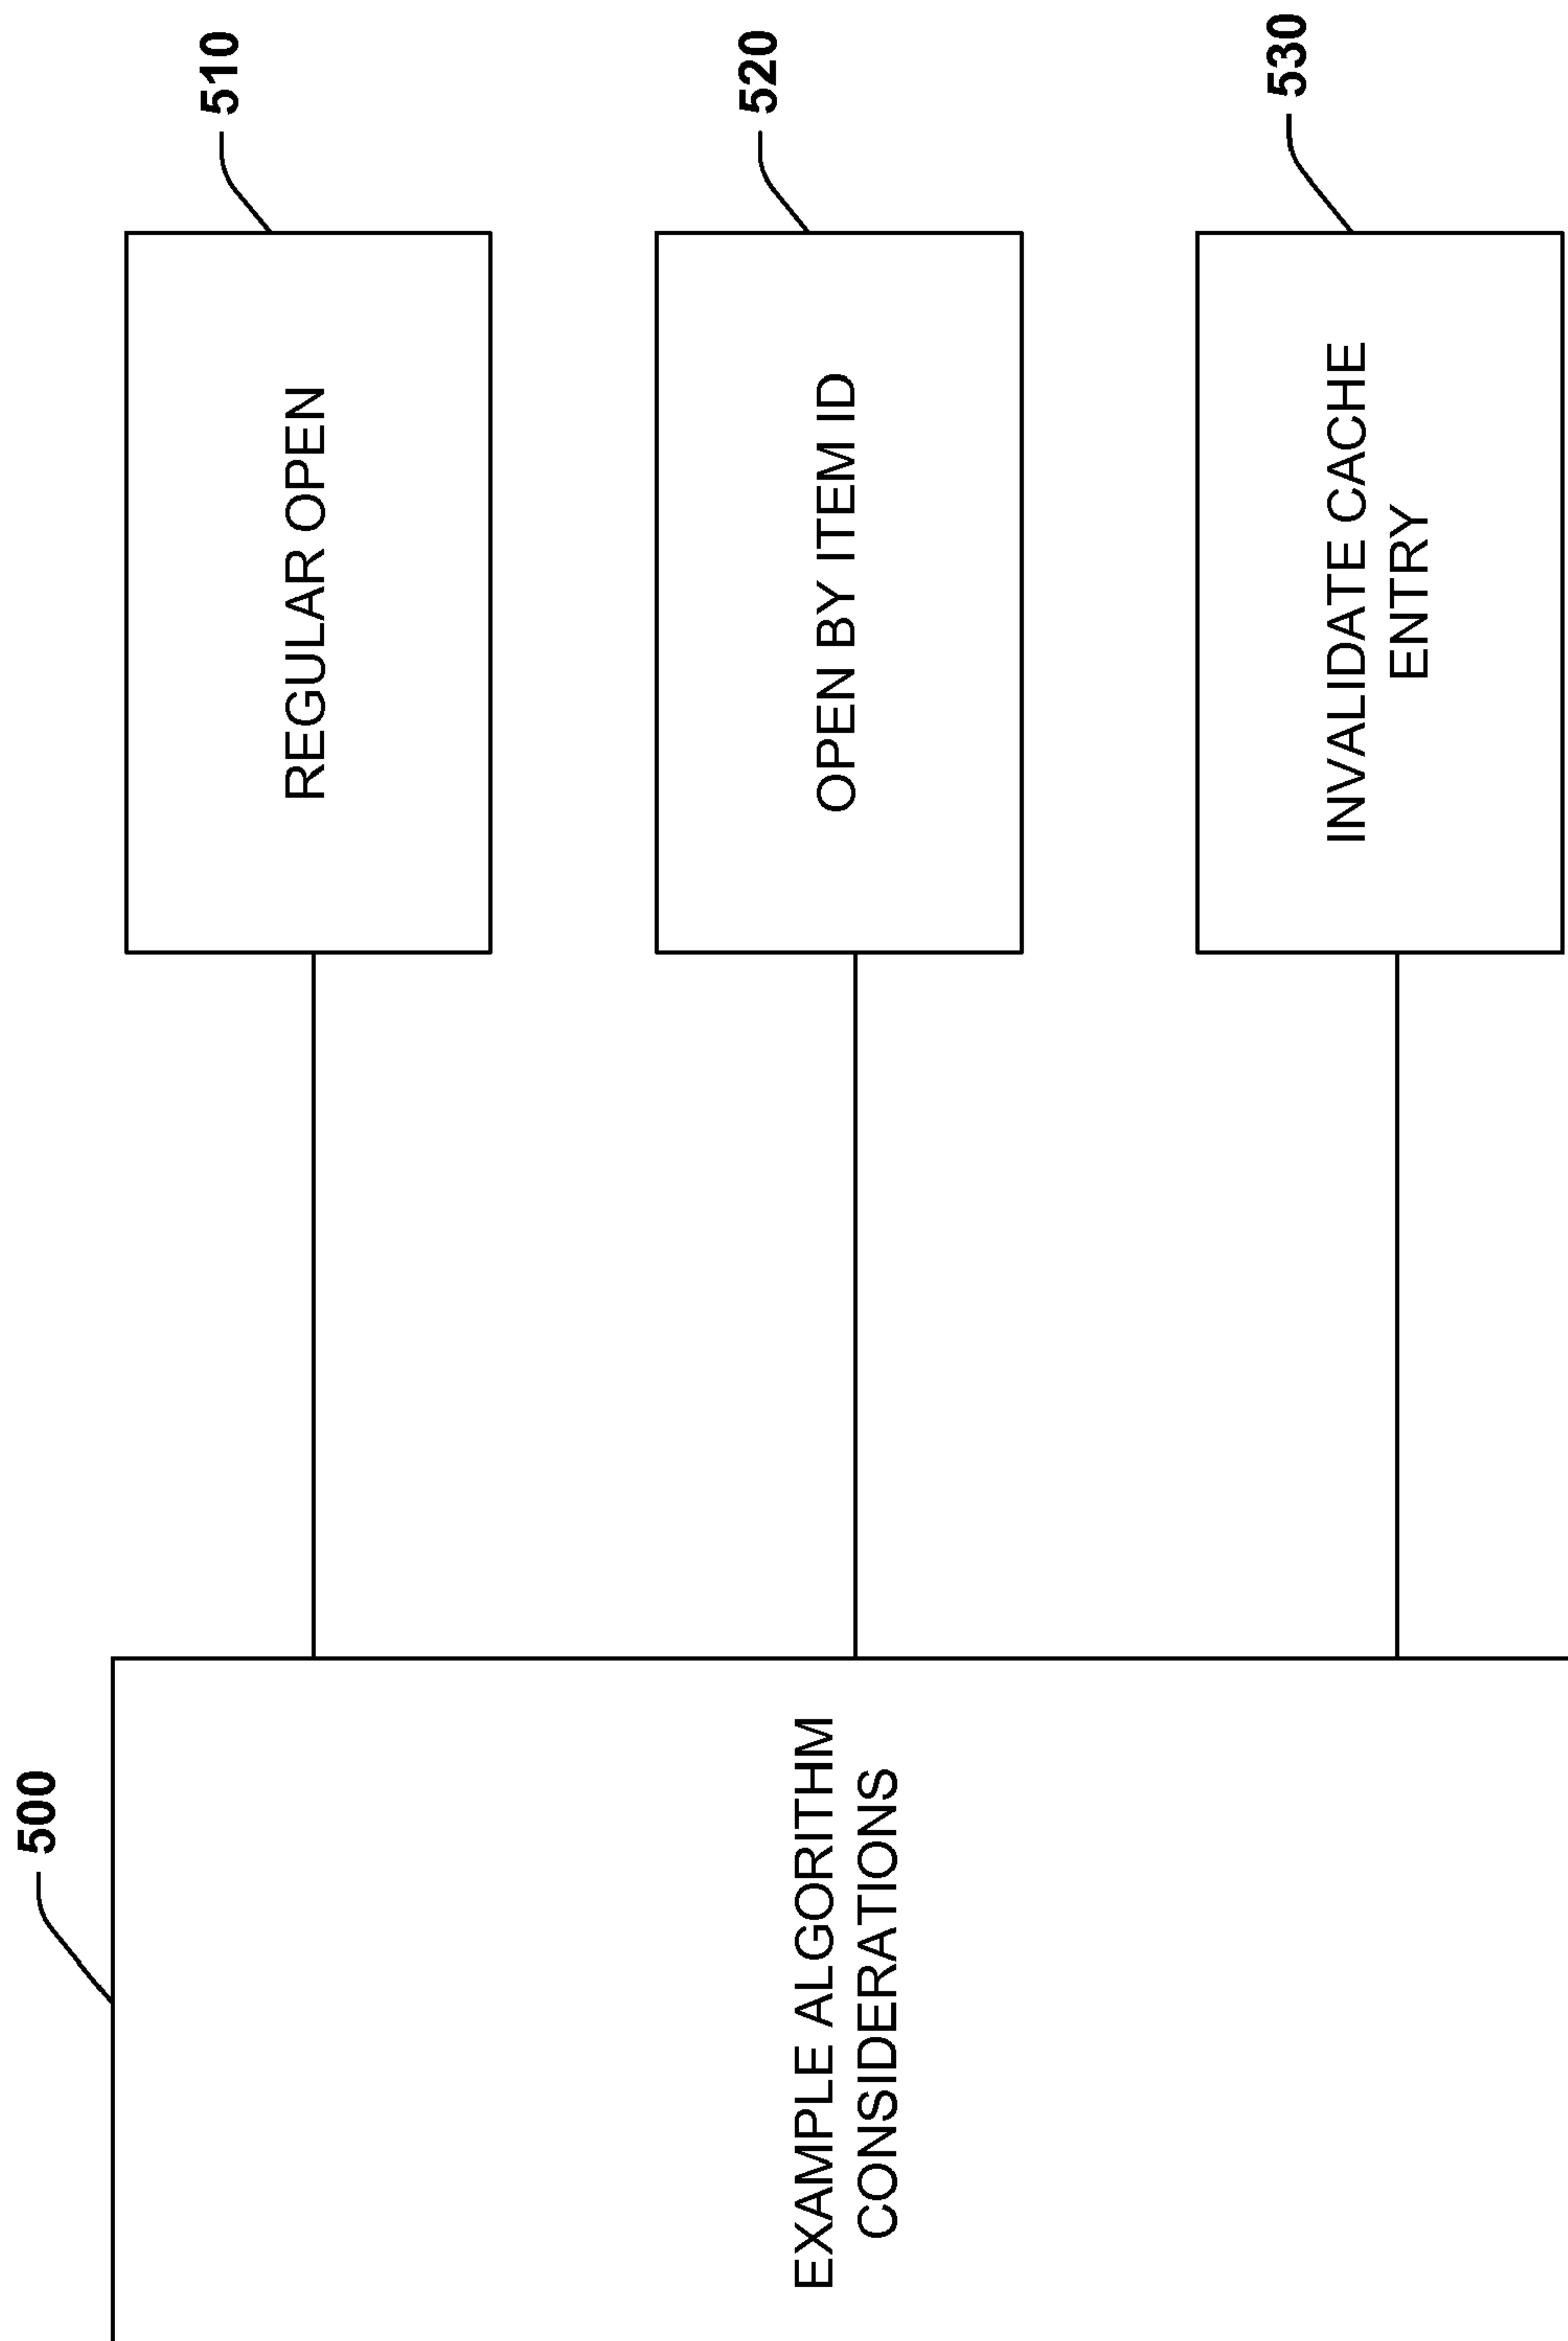 500
EXAMPLE ALGORITHM
CONSIDERATIONS
510
REGULAR OPEN
520
OPEN BY ITEM ID
530
INVALIDATE CACHE
ENTRY